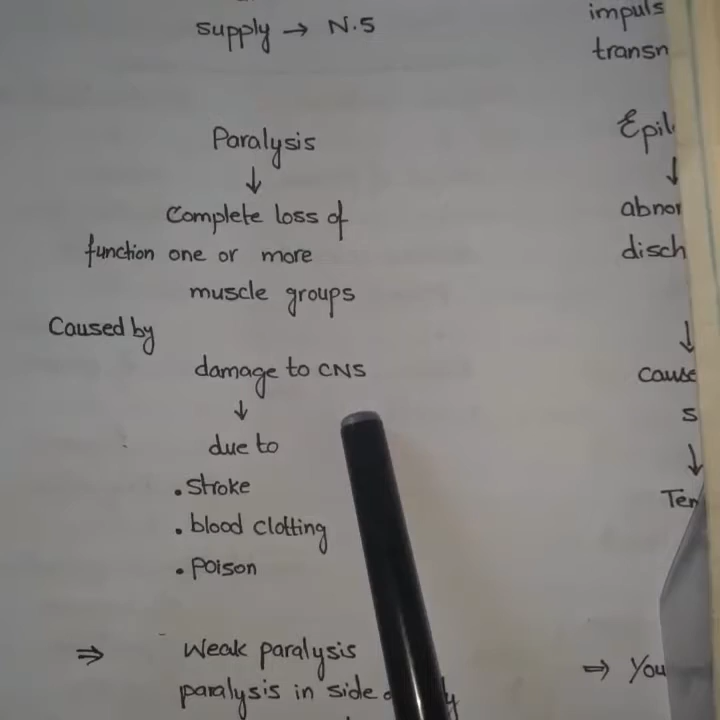 supply → N.S
Paralysis
↓
Complete loss of
function one or more
muscle groups
Caused by
damage to CNS
↓
due to
. Stroke
. blood clotting
. Poison
⇒ Weak paralysis
paralysis in side
impuls
transn
Epil
↓
abnor
disch
↓
cause
s
↓
Ten
⇒ You